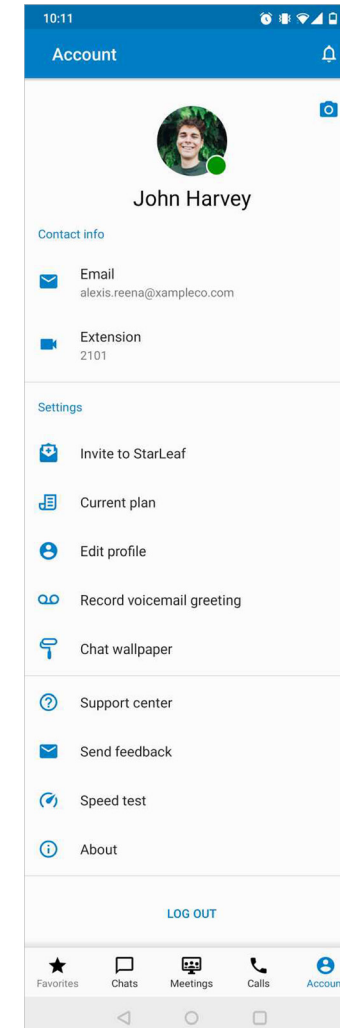 10:11
Account
John Harvey
Contact info
Email
alexis.reena@xampleco.com
Extension
2101
Settings
Invite to StarLeaf
Current plan
Edit profile
Record voicemail greeting
Chat wallpaper
Support center
Send feedback
Speed test
About
LOG OUT
Favorites Chats Meetings Calls Accoun